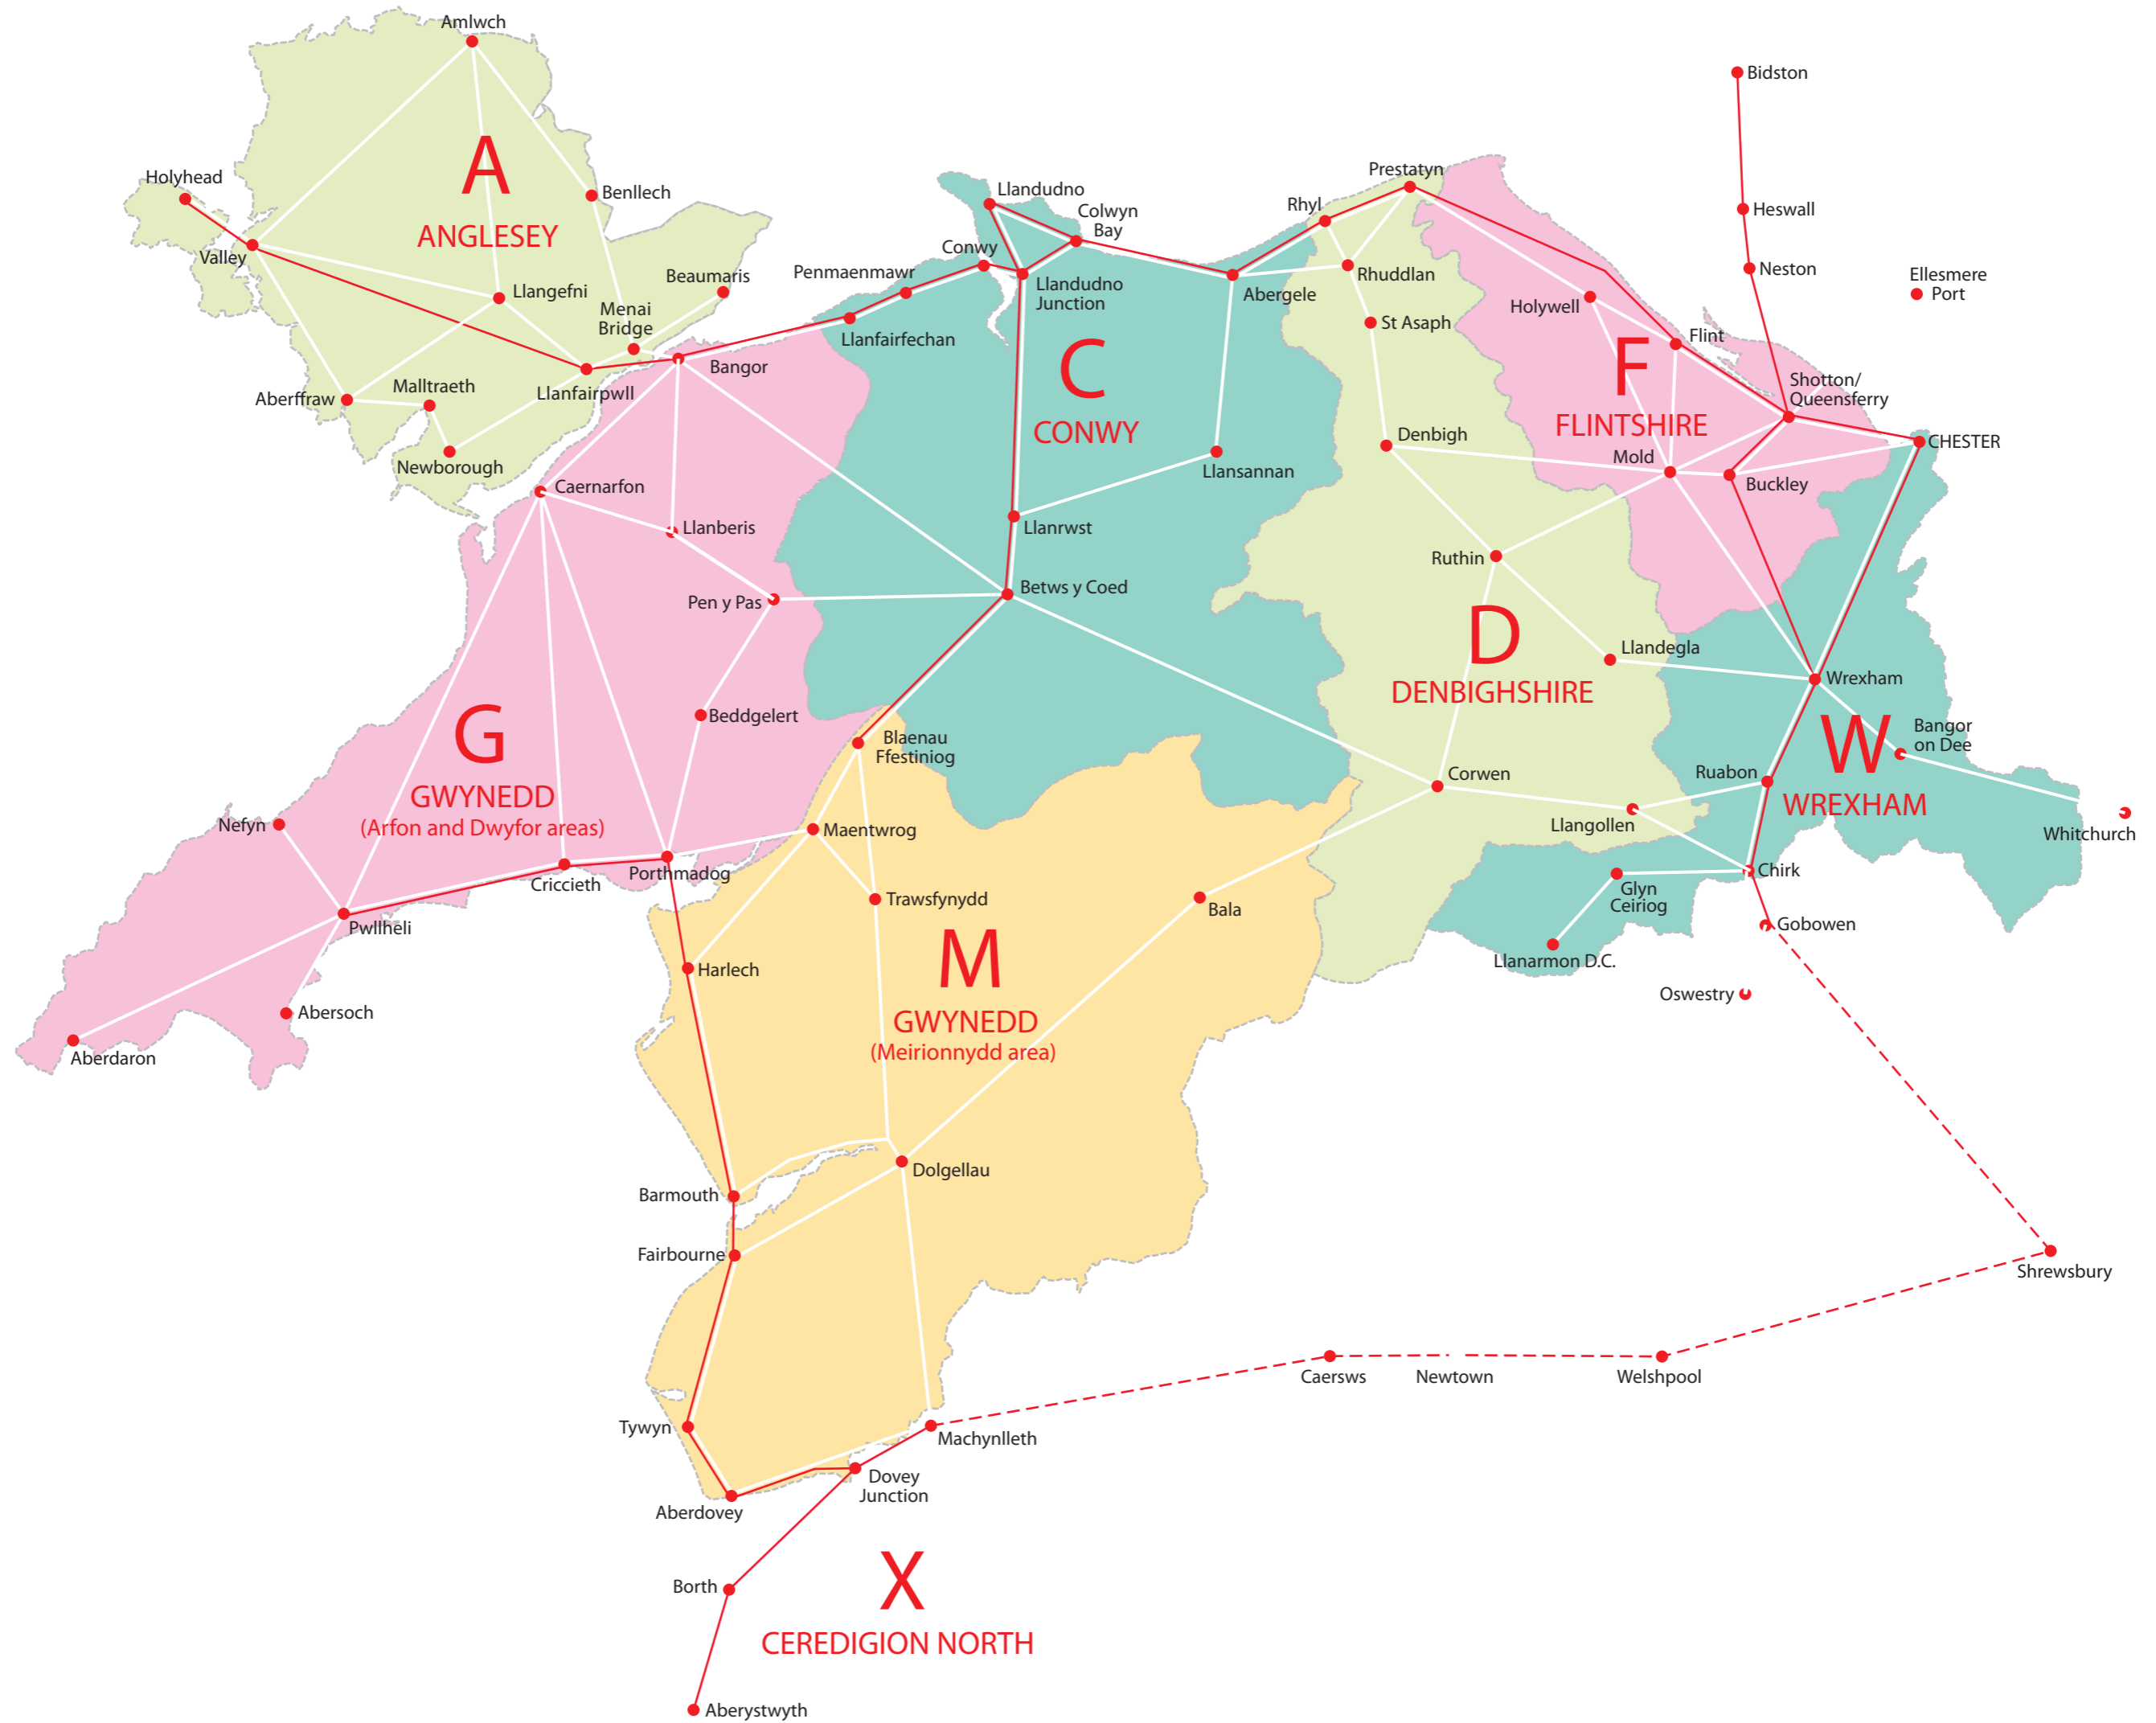 Amlwch
Bidston
Holyhead
A
Benllech
Prestatyn
Llandudno
Rhyl
Colwyn
Bay
Heswall
ANGLESEY
Valley
Conwy
Penmaenmawr
Beaumaris
Llangefni
Menai
Bridge
Llandudno
Junction
Abergele
Rhuddlan
Neston
Ellesmere
Port
Holywell
St Asaph
Flint
Llanfairfechan
C
F
Bangor
Malltraeth
Llanfairpwll
Aberffraw
Shotton/
Queensferry
CONWY
FLINTSHIRE
Denbigh
CHESTER
Newborough
Mold
Llansannan
Buckley
Caernarfon
Llanberis
Llanrwst
Ruthin
Betws y Coed
Pen y Pas
D
Llandegla
DENBIGHSHIRE
Wrexham
Beddgelert
G
Blaenau
Ffestiniog
W
Bangor
on Dee
Corwen
Ruabon
GWYNEDD
(Arfon and Dwyfor areas)
WREXHAM
Nefyn
Maentwrog
Llangollen
Whitchurch
Criccieth
Porthmadog
Chirk
Glyn
Ceiriog
Trawsfynydd
Bala
Pwllheli
Gobowen
M
Harlech
Llanarmon D.C.
Oswestry
Abersoch
GWYNEDD
(Meirionnydd area)
Aberdaron
Dolgellau
Barmouth
Fairbourne
Shrewsbury
Caersws
Newtown
Welshpool
Tywyn
Machynlleth
Dovey
Junction
Aberdovey
Borth
X
CEREDIGION NORTH
Aberystwyth